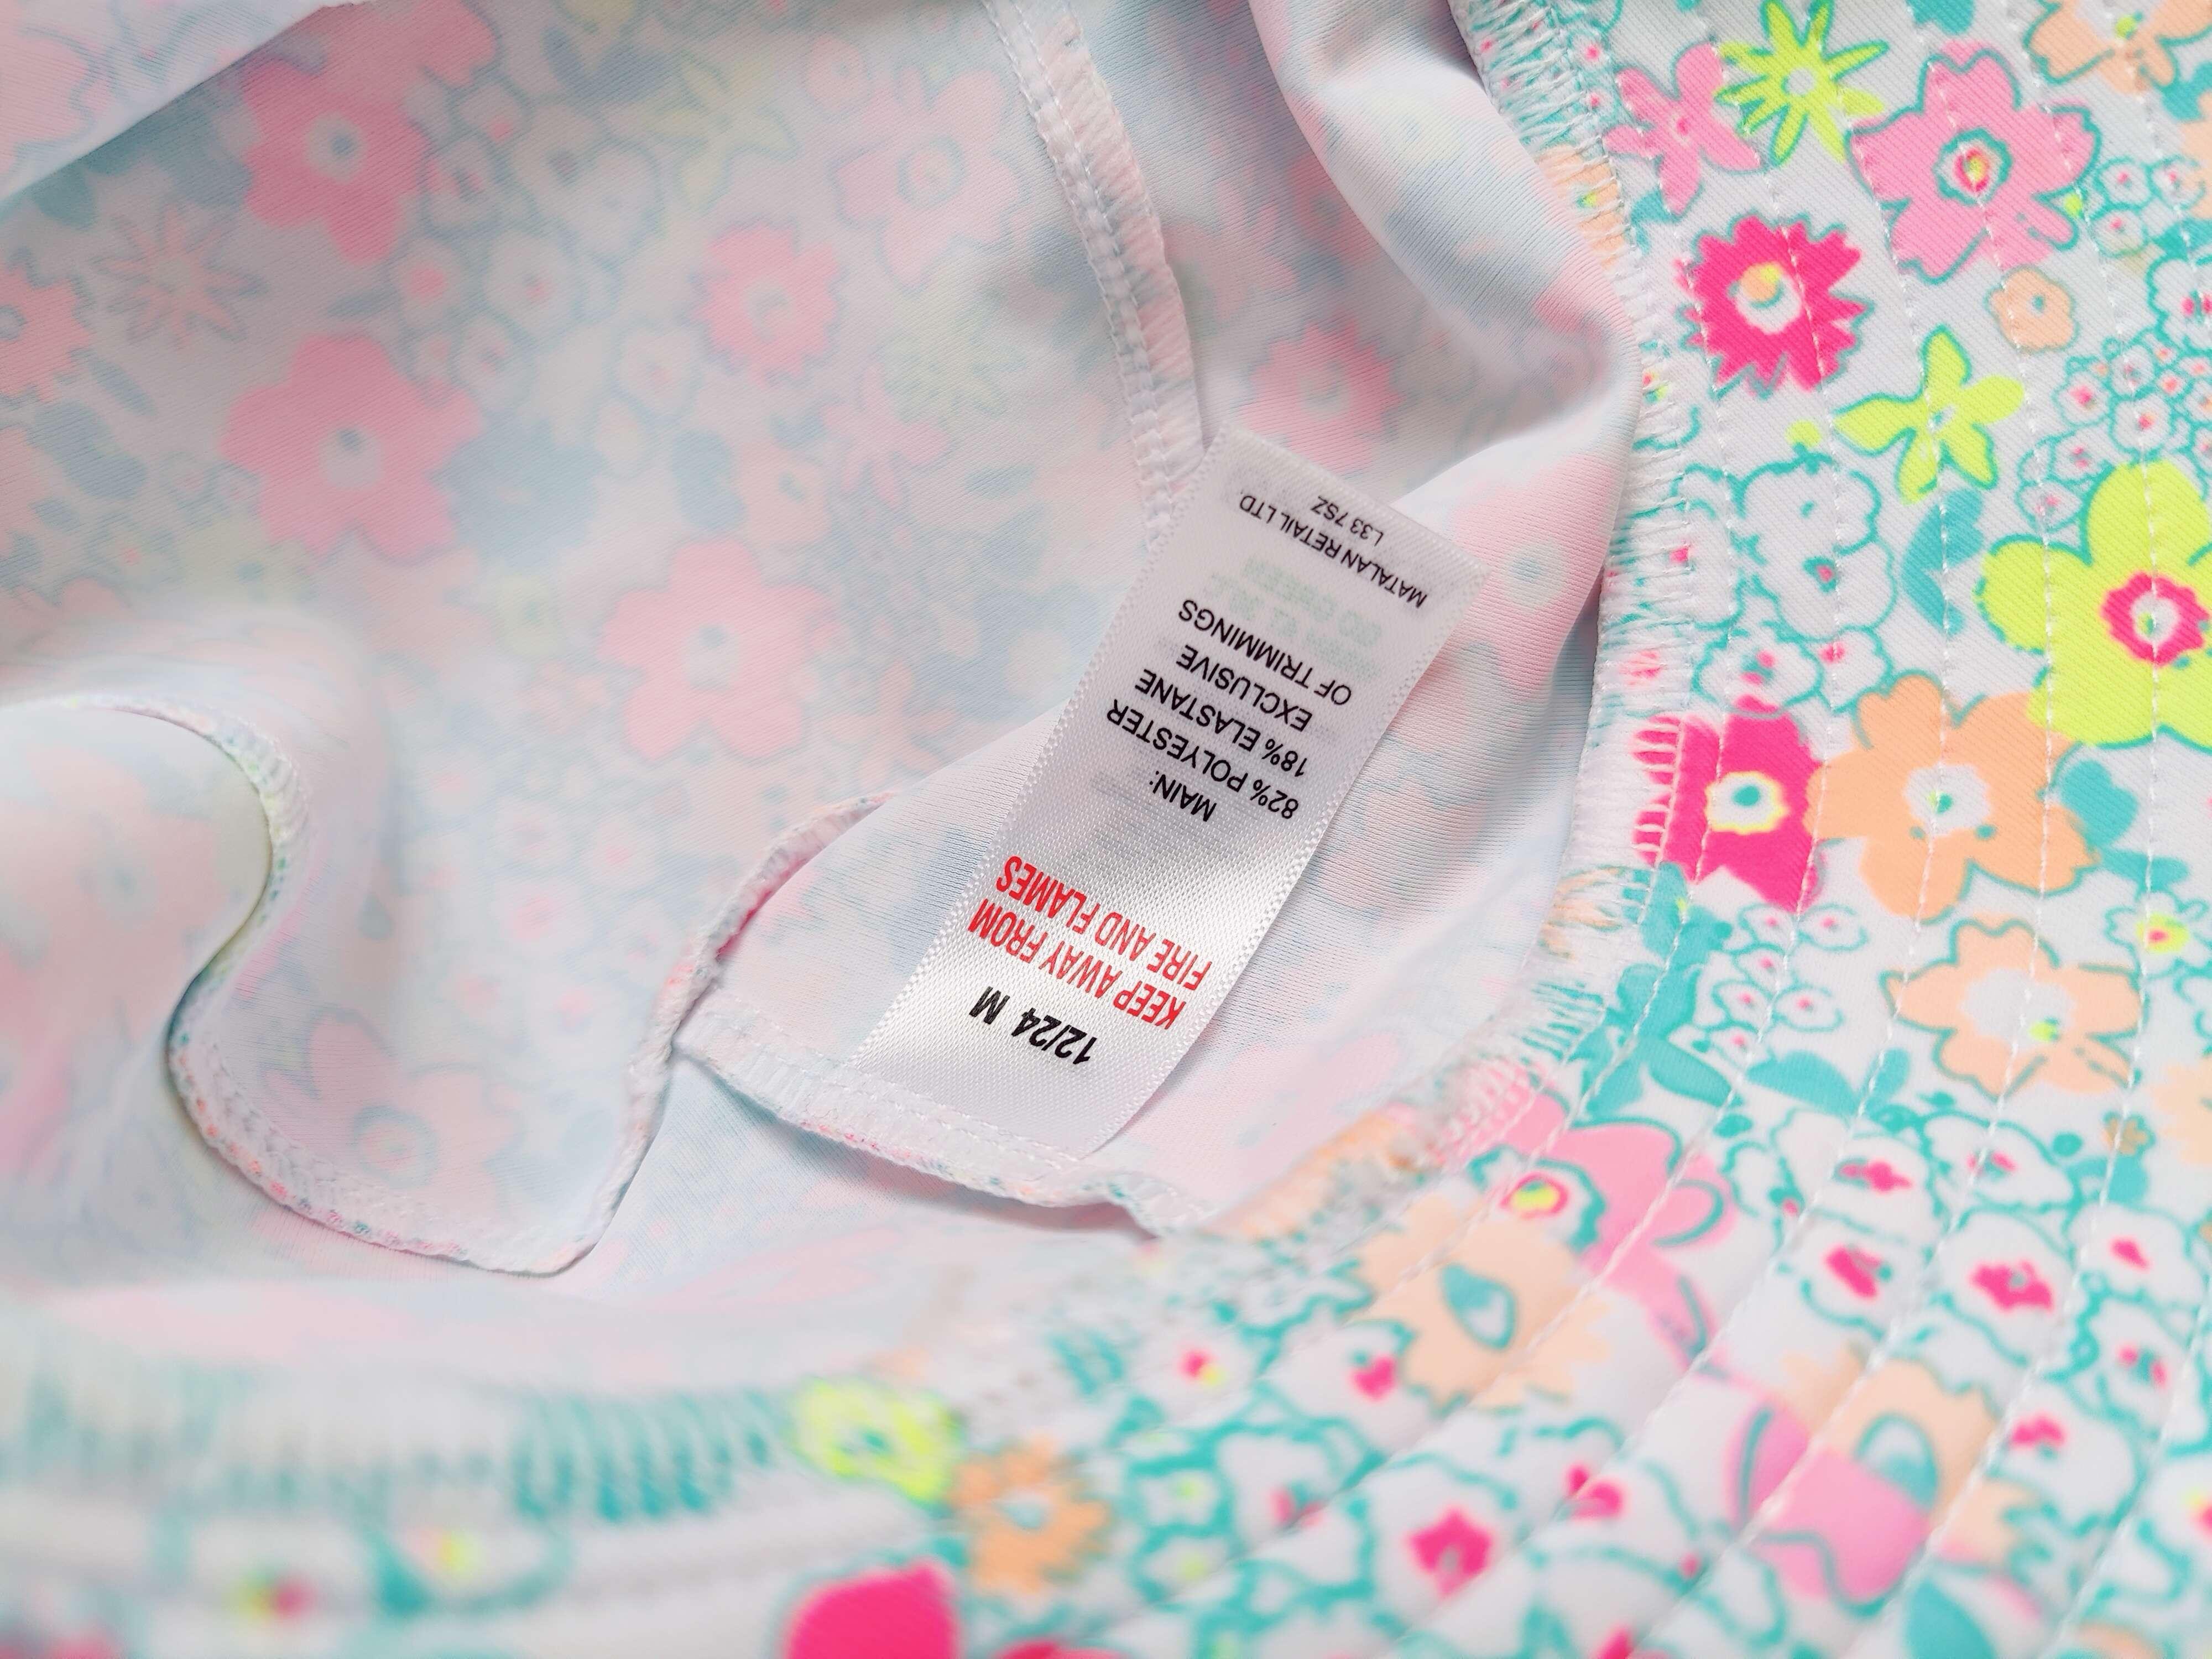 12/24 M
KEEP AWAY FROM
FIRE AND FLAMES
MAIN:
82% POLYESTER
18% ELASTANE
EXCLUSIVE
OF TRIMMINGS
MATALAN RETAIL LTD
L33 7SZ